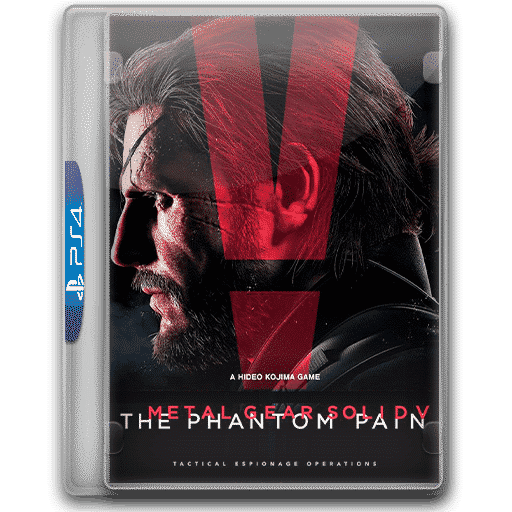 PS4
A HIDEO KOJIMA GAME
METAL GEAR SOLID V
THE PHANTOM PAIN
TACTICAL ESPIONAGE OPERATIONS